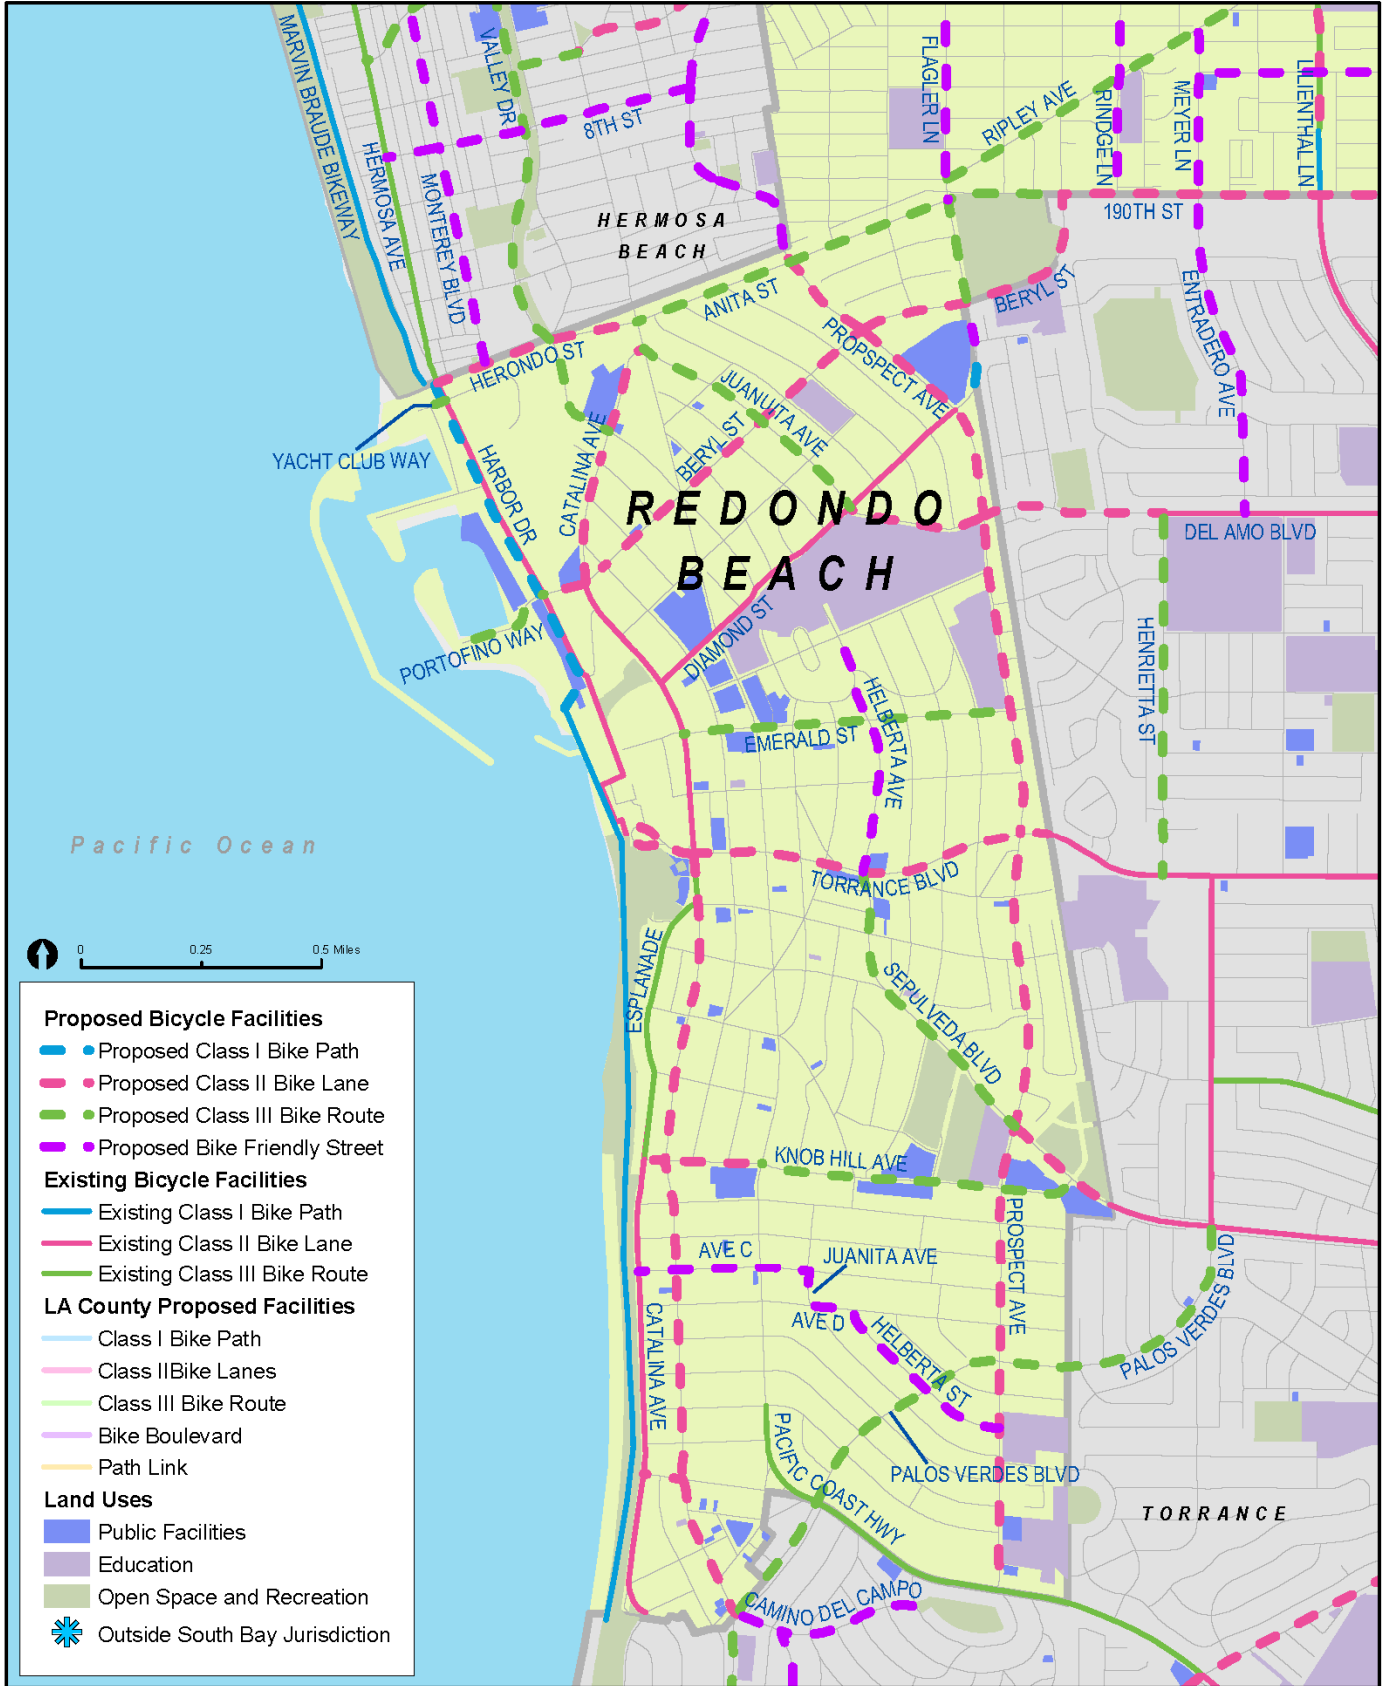 MARVIN BRAUDE BIKEWAY
HERMOSA AVE
MONTEREY BLVD
VALLEY DR
8TH ST
FLAGLER LN
RIPLEY AVE
RINDGE LN
MEYER LN
LILIENTHAL LN
190TH ST
HERMOSA
BEACH
ANITA ST
BERYL ST
ENTRADERO AVE
HERONDO ST
PROPSPECT AVE
JUANUITA AVE
BERYL ST
CATALINA AVE
YACHT CLUB WAY
HARBOR DR
REDONDO
BEACH
DEL AMO BLVD
PORTOFINO WAY
DIAMOND ST
HELBERTA AVE
HENRIETTA ST
EMERALD ST
Pacific Ocean
TORRANCE BLVD
ESPLANADE
SEPULVEDA BLVD
0 0.25 0.5 Miles
KNOB HILL AVE
PROSPECT AVE
AVE C
JUANITA AVE
AVE D
HELBERTA ST
CATALINA AVE
PALOS VERDES BLVD
PACIFIC COAST HWY
PALOS VERDES BLVD
TORRANCE
CAMINO DEL CAMPO
Proposed Bicycle Facilities
Proposed Class I Bike Path
Proposed Class II Bike Lane
Proposed Class III Bike Route
Proposed Bike Friendly Street
Existing Bicycle Facilities
Existing Class I Bike Path
Existing Class II Bike Lane
Existing Class III Bike Route
LA County Proposed Facilities
Class I Bike Path
Class IIBike Lanes
Class III Bike Route
Bike Boulevard
Path Link
Land Uses
Public Facilities
Education
Open Space and Recreation
Outside South Bay Jurisdiction